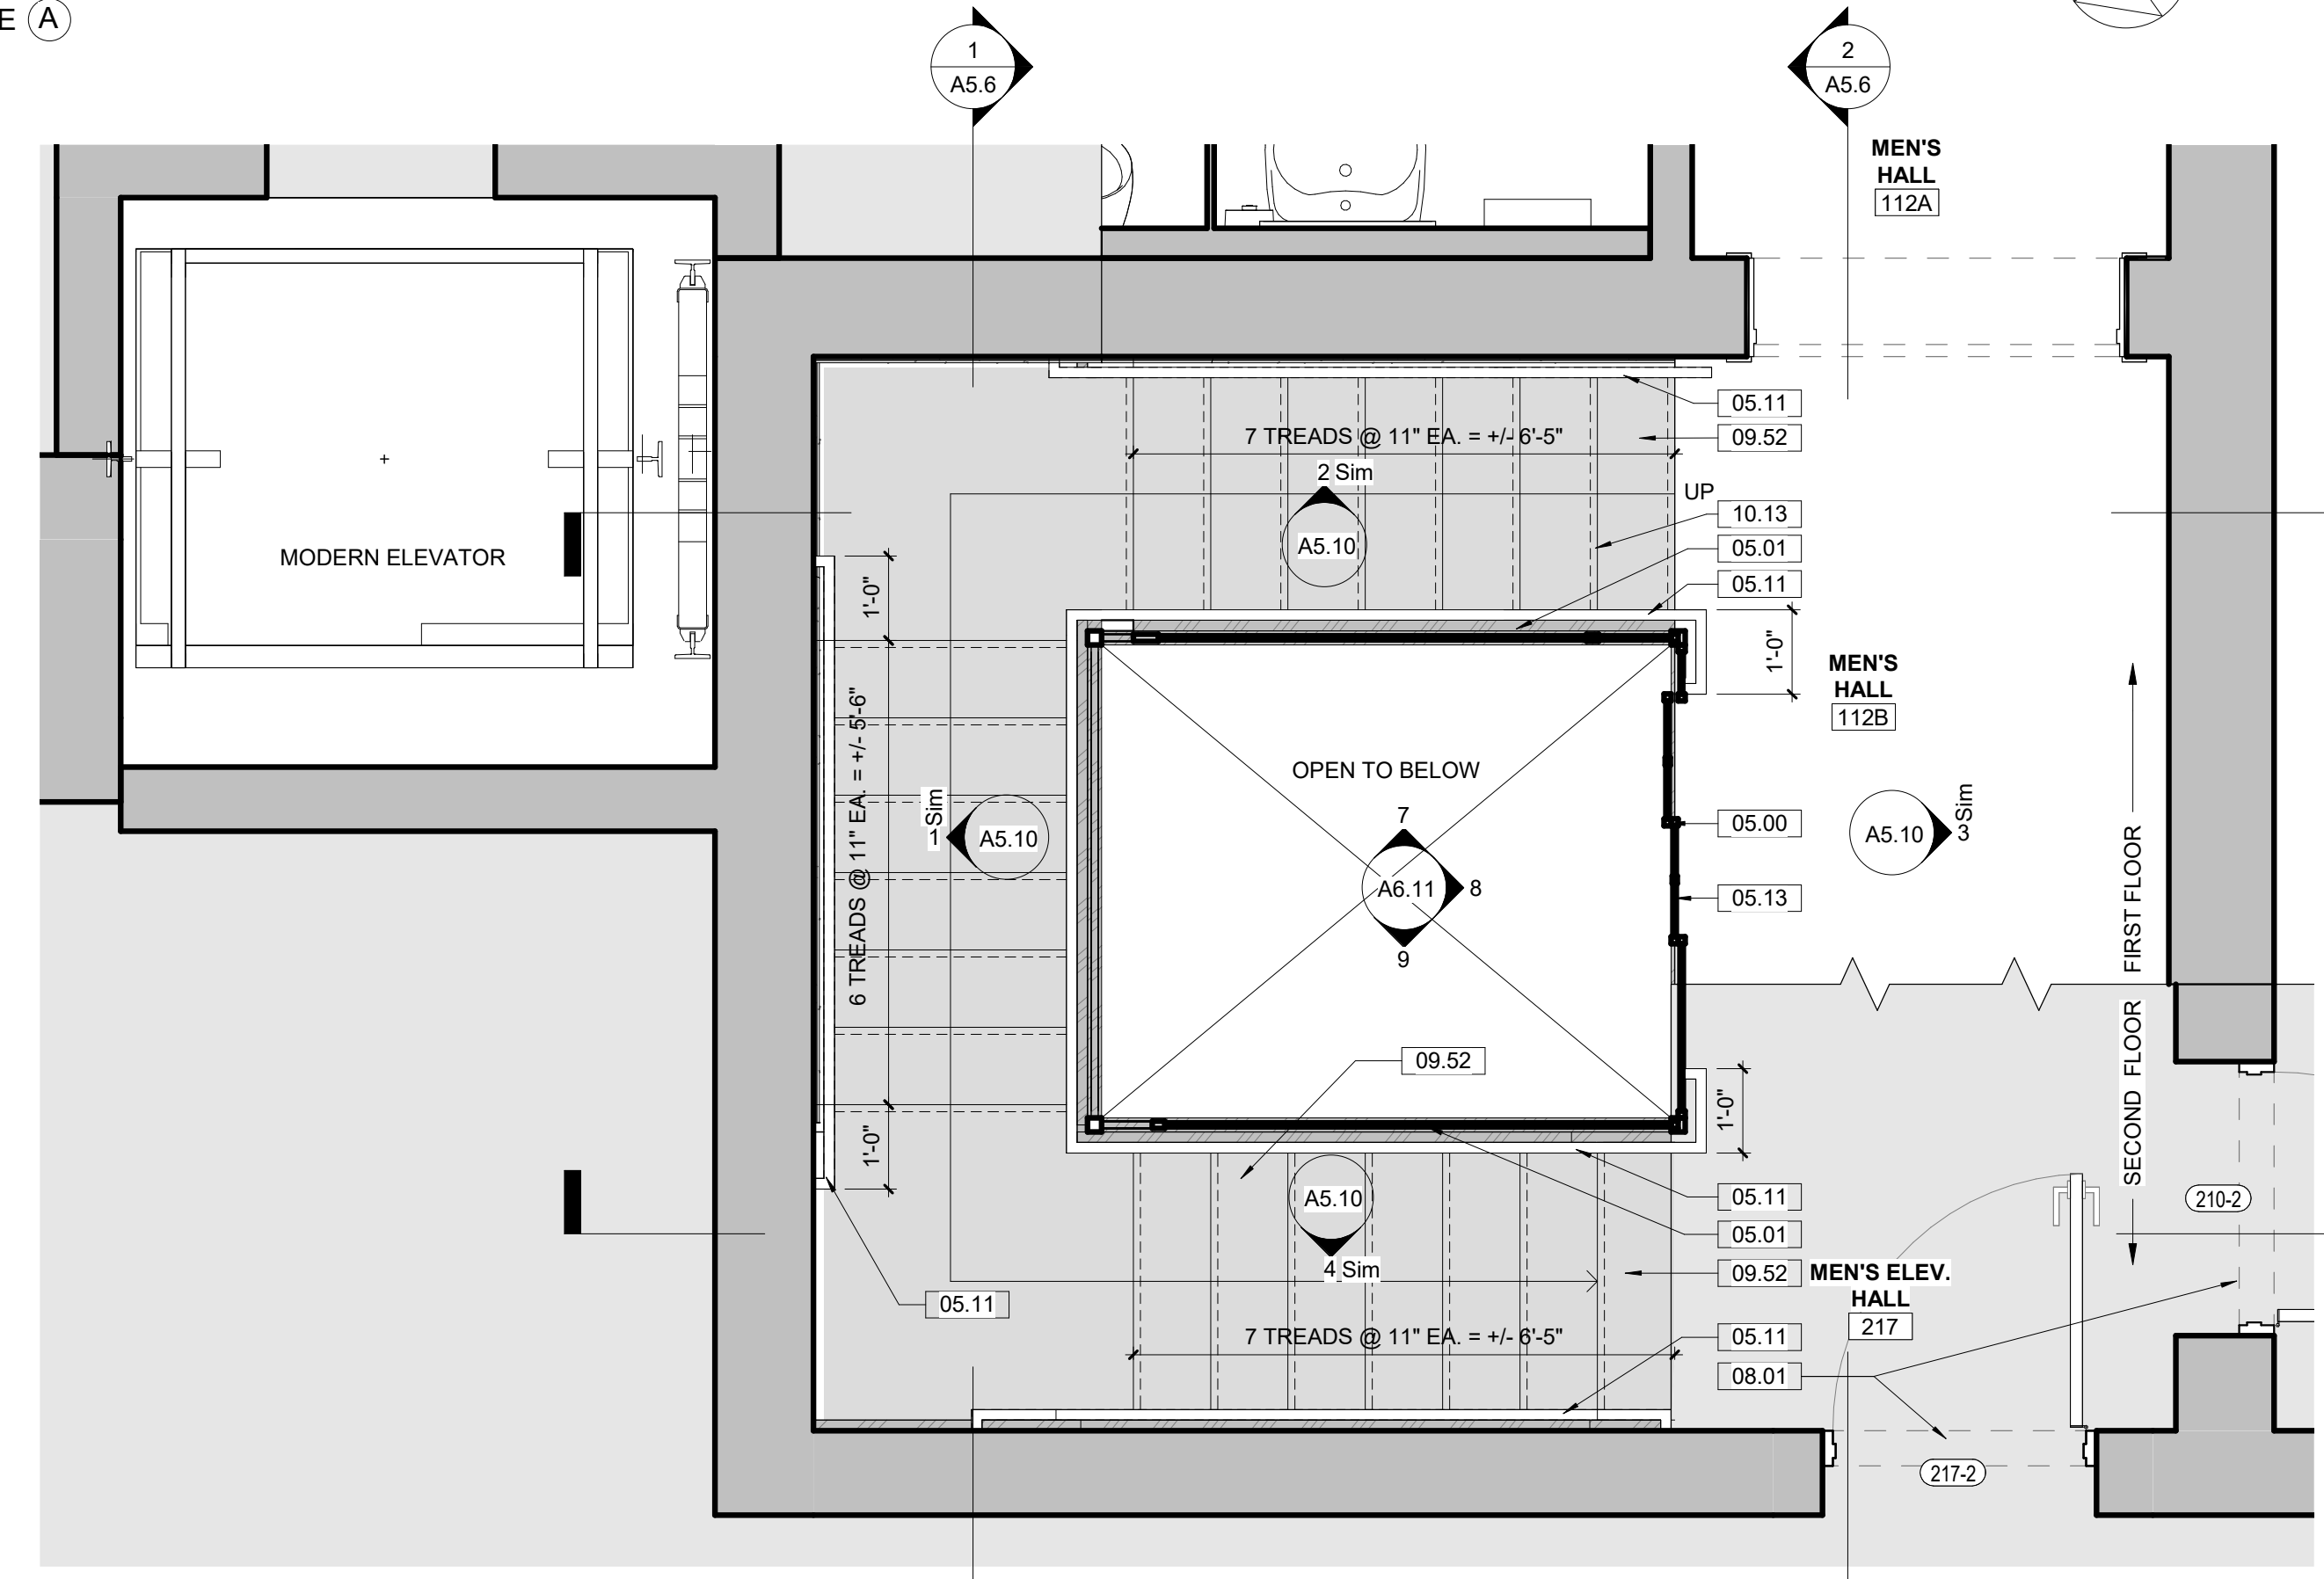 E A
1
A5.6
2
A5.6
MEN'S
HALL
112A
05.11
7 TREADS @ 11" EA. = +/- 6'-5"
09.52
2 Sim
A5.10
UP
10.13
05.01
05.11
MODERN ELEVATOR
1'-0"
1'-0"
MEN'S
HALL
112B
6 TREADS @ 11" EA. = +/- 5'-6"
OPEN TO BELOW
1 Sim
A5.10
7
A6.11
8
9
05.00
A5.10
3 Sim
05.13
FIRST FLOOR
SECOND FLOOR
09.52
1'-0"
1'-0"
A5.10
4 Sim
05.11
05.01
09.52
MEN'S ELEV.
HALL
217
210-2
05.11
7 TREADS @ 11" EA. = +/- 6'-5"
05.11
08.01
217-2